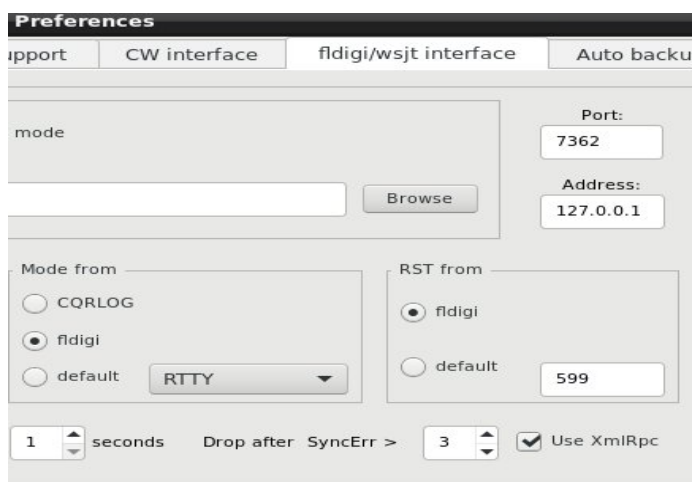 Preferences
upport CW interface fldigi/wsjt interface Auto backu
mode
Port:
7362
Browse
Address:
127.0.0.1
Mode from
CQRLOG
fldigi
default RTTY
RST from
fldigi
default 599
1 seconds Drop after SyncErr > 3 Use XmlRpc